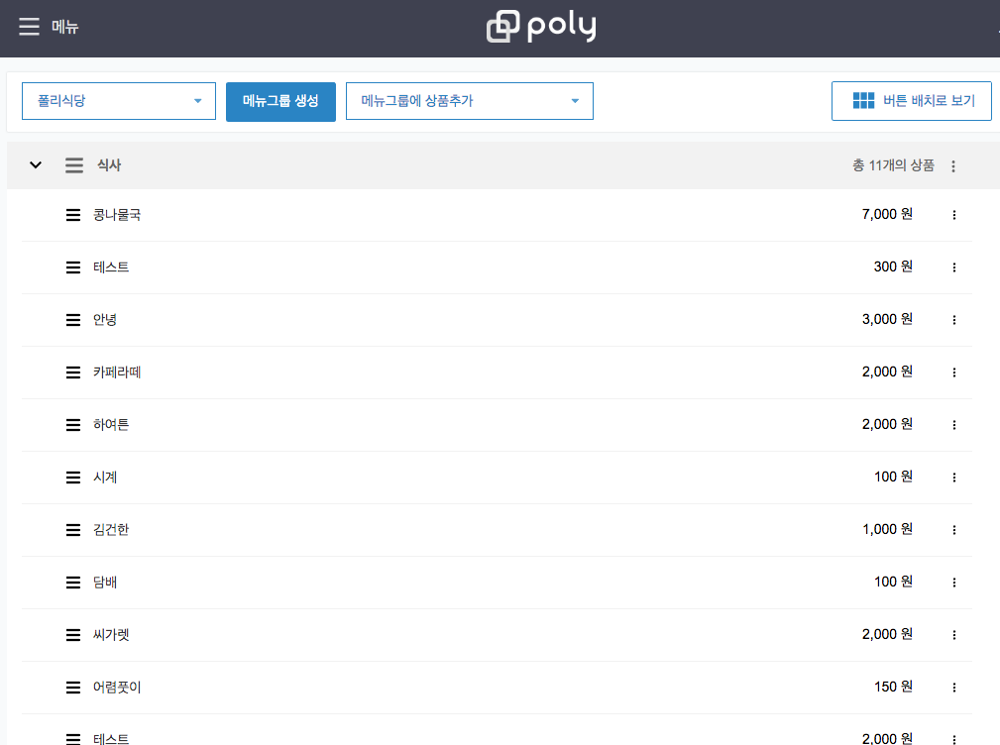 메뉴
poly
폴리식당
메뉴그룹 생성
메뉴그룹에 상품추가
버튼 배치로 보기
식사
총 11개의 상품
콩나물국
7,000 원
테스트
300 원
안녕
3,000 원
카페라떼
2,000 원
하여튼
2,000 원
시계
100 원
김건한
1,000 원
담배
100 원
씨가렛
2,000 원
어렴풋이
150 원
테스트
2,000 원